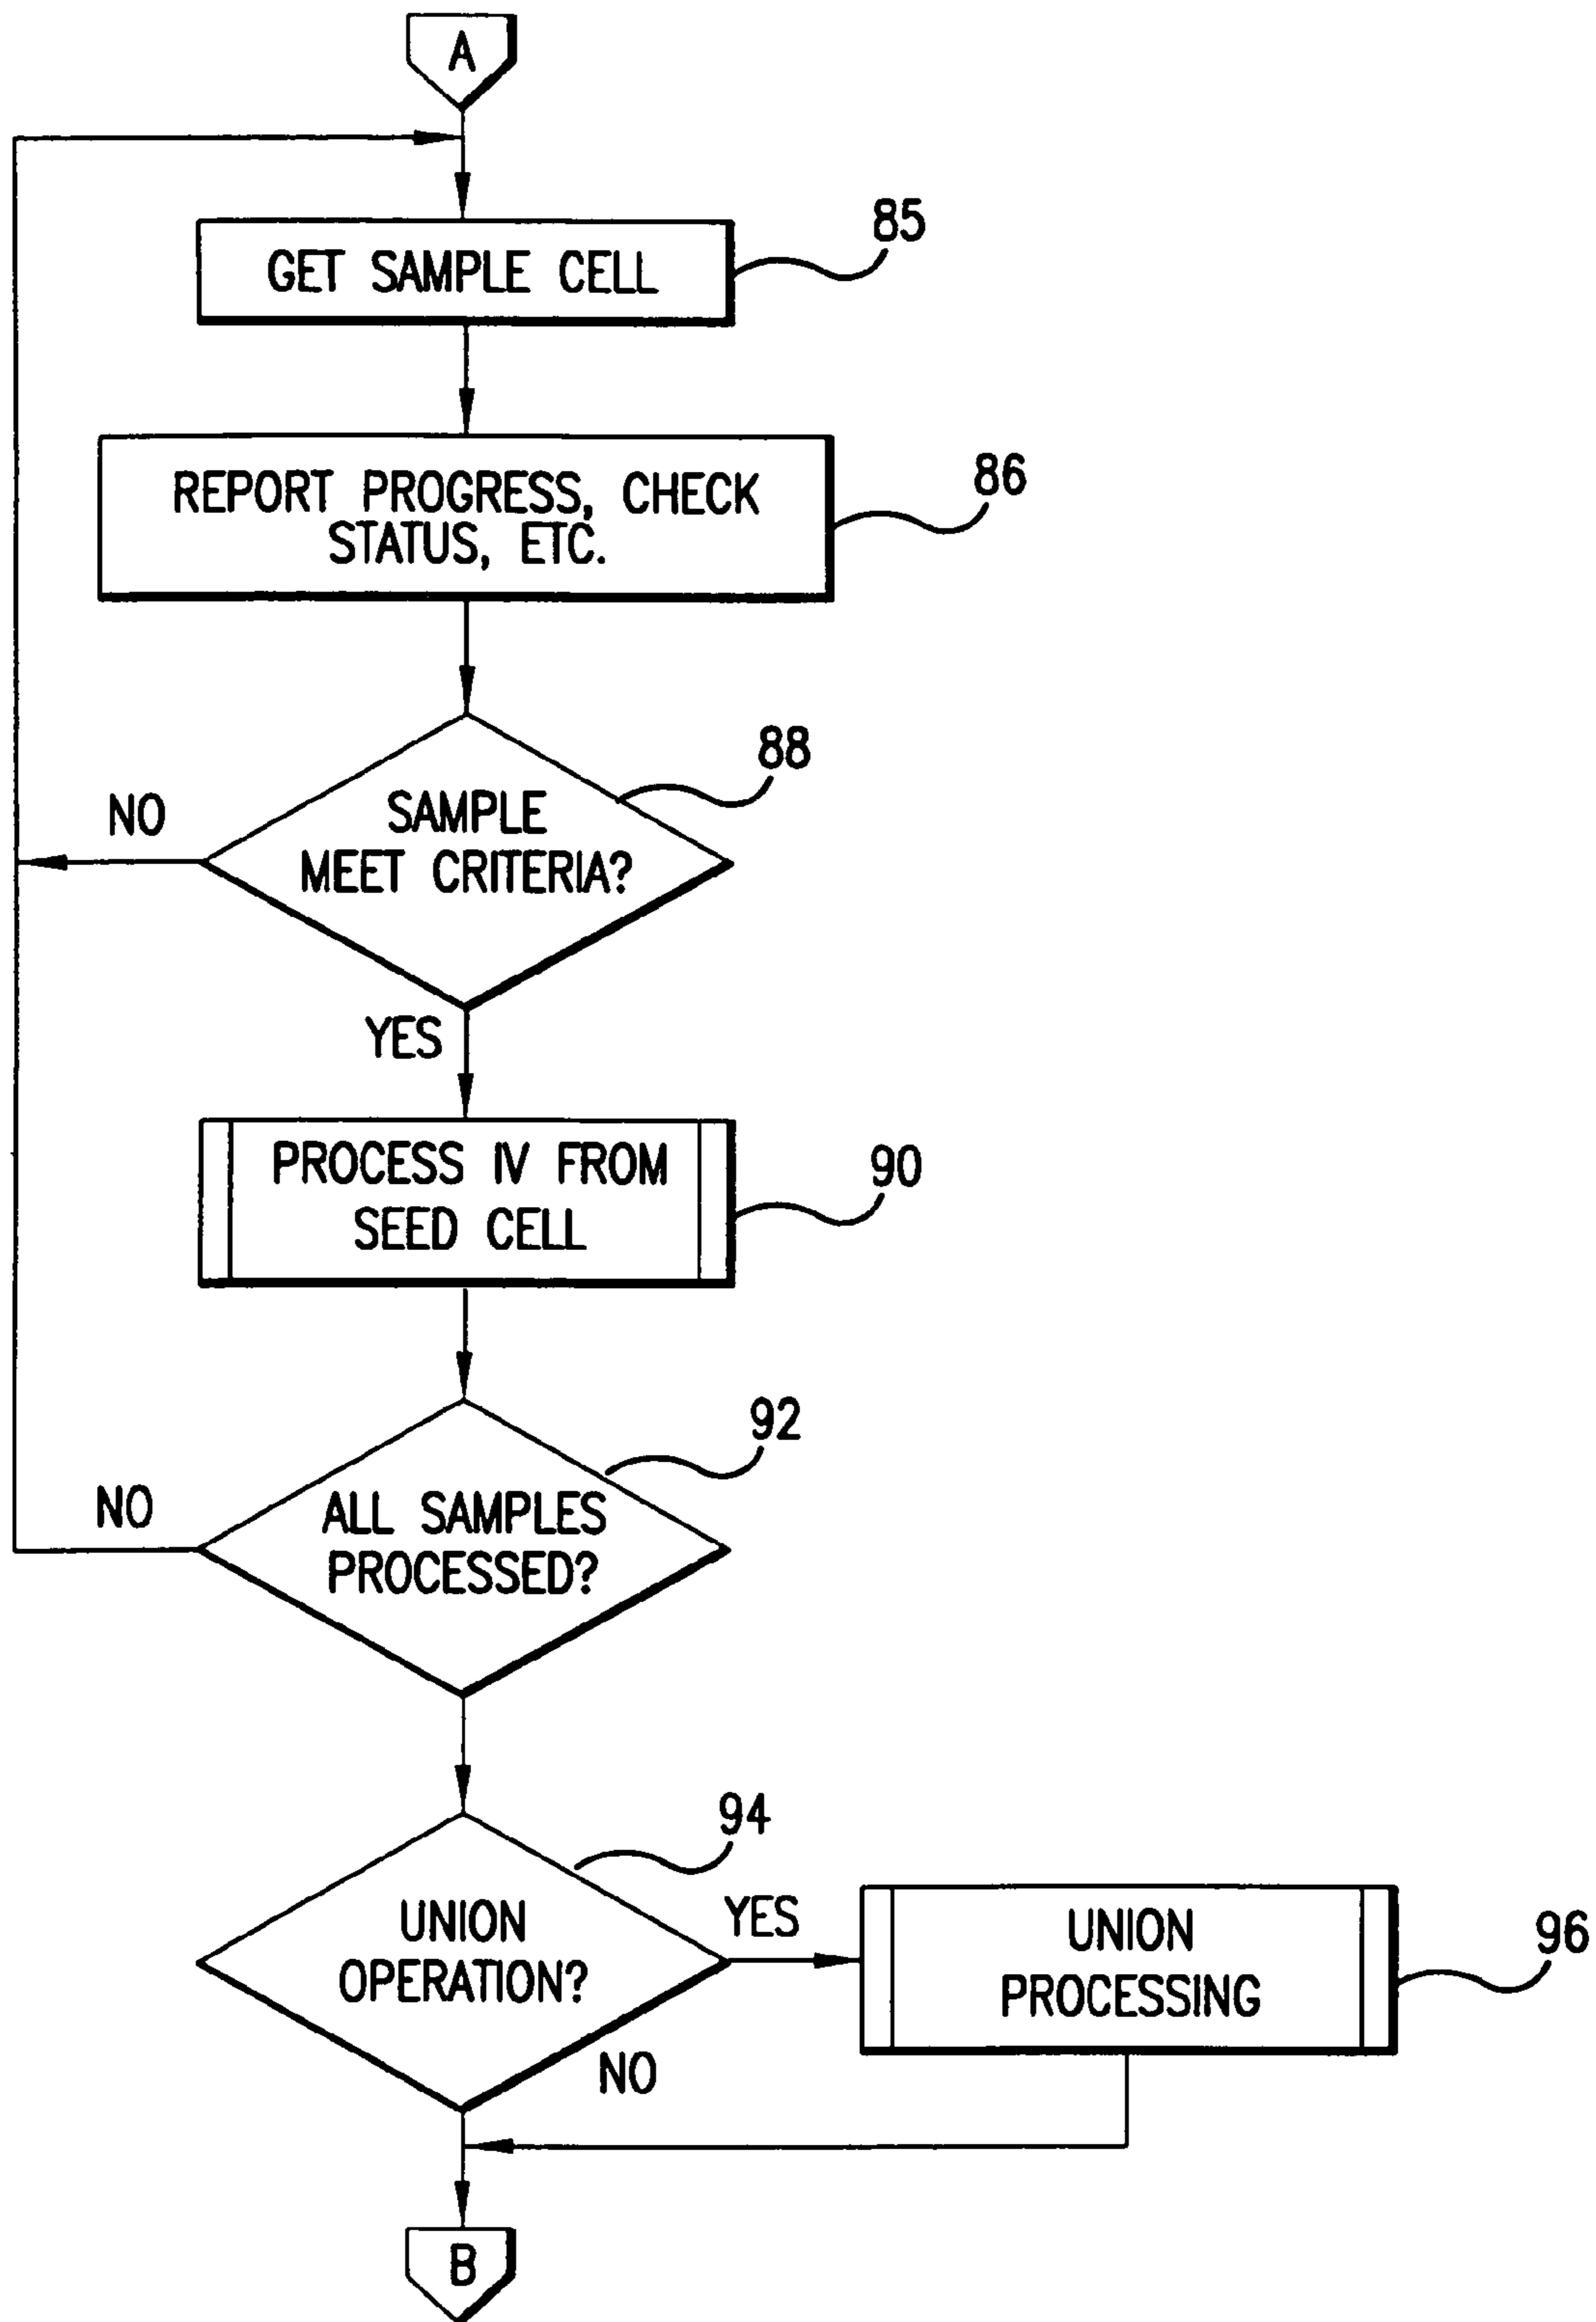 A
GET SAMPLE CELL
85
REPORT PROGRESS, CHECK
STATUS, ETC.
86
SAMPLE
MEET CRITERIA?
88
NO
YES
PROCESS IV FROM
SEED CELL
90
ALL SAMPLES
PROCESSED?
92
NO
UNION
OPERATION?
94
YES
UNION
PROCESSING
96
NO
B